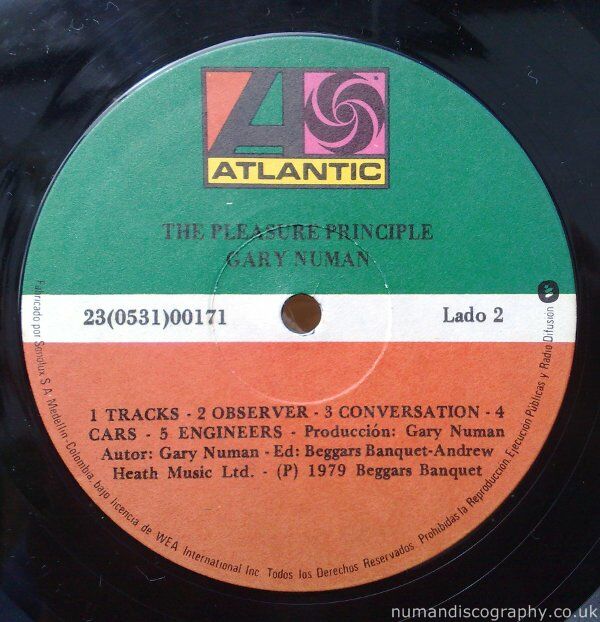 ATLANTIC
THE PLEASURE PRINCIPLE
GARY NUMAN
23(0531)00171
Lado 2
1 TRACKS - 2 OBSERVER - 3 CONVERSATION - 4
CARS - 5 ENGINEERS - Producción: Gary Numan
Autor: Gary Numan - Ed: Beggars Banquet-Andrew
Heath Music Ltd. - (P) 1979 Beggars Banquet
Fabricado por Sonolux S A Medellin-Colombia, bajo licencia de WEA International Inc. Todos los Derechos Reservados. Prohibidas la Reproducción, Ejecución Públicas y Radio Difusión
numandiscography.co.uk